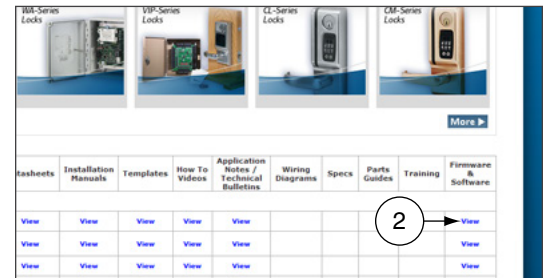 WA-Series Locks
VIP-Series Locks
CL-Series Locks
CM-Series Locks
More
tasheets
Installation Manuals
Templates
How To Videos
Application Notes / Technical Bulletins
Wiring Diagrams
Specs
Parts Guides
Training
Firmware & Software
View View View View View 2 View
View View View View View View
View View View View View View